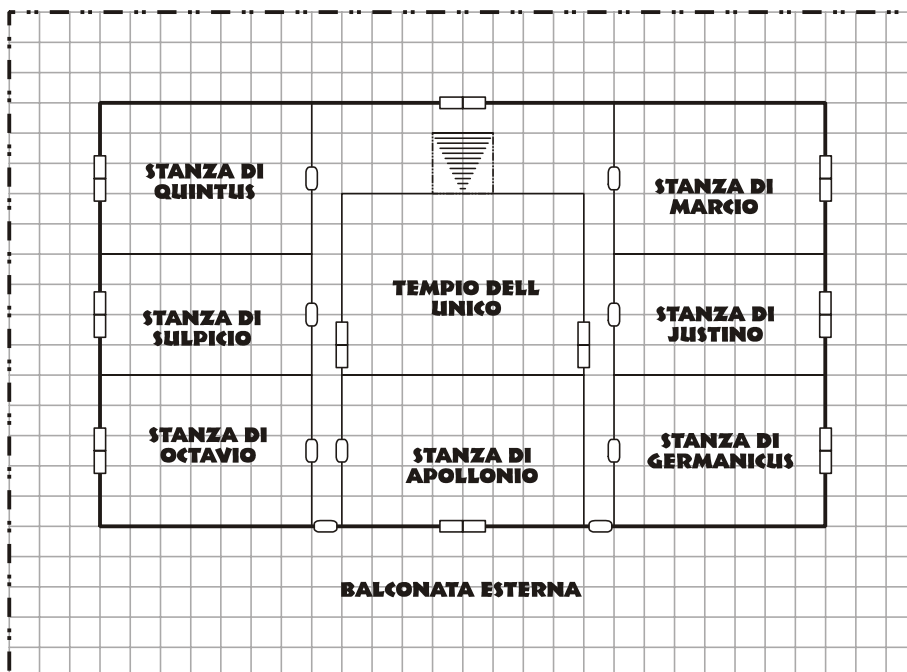 STANZA DI
QUINTUS
STANZA DI
MARCIO
TEMPIO DELL
UNICO
STANZA DI
SULPICIO
STANZA DI
JUSTINO
STANZA DI
OCTAVIO
STANZA DI
APOLLONIO
STANZA DI
GERMANICUS
BALCONATA ESTERNA